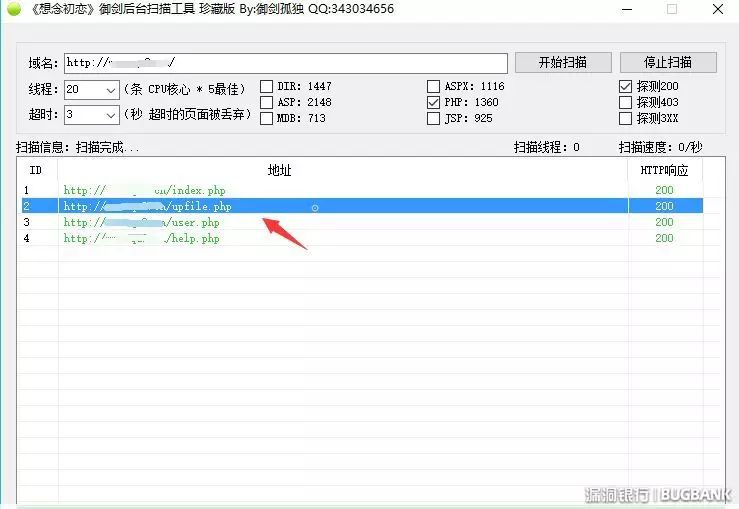 《想念初恋》御剑后台扫描工具 珍藏版 By:御剑孤独 QQ:343034656
域名: http:// / 开始扫描 停止扫描
线程: 20 (条 CPU核心 * 5最佳) DIR: 1447 ASPX: 1116 探测200
ASP: 2148 PHP: 1360 探测403
超时: 3 (秒 超时的页面被丢弃) MDB: 713 JSP: 925 探测3XX
扫描信息: 扫描完成... 扫描线程: 0 扫描速度: 0/秒
ID 地址 HTTP响应
1 http:// /index.php 200
2 http:// /upfile.php 200
3 http:// /user.php 200
4 http:// /help.php 200
漏洞银行 | BUGBANK